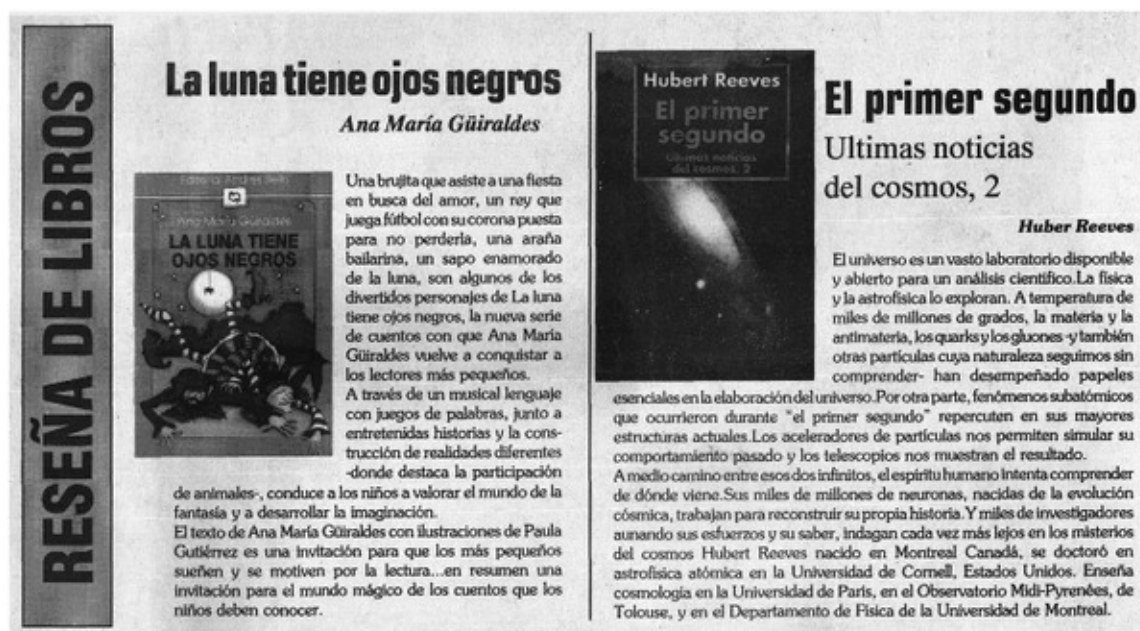 RESEÑA DE LIBROS
La luna tiene ojos negros
Ana María Güiraldes
Editorial Andrés Bello
Ana María Güiraldes
LA LUNA TIENE
OJOS NEGROS
Una brujita que asiste a una fiesta
en busca del amor, un rey que
juega fútbol con su corona puesta
para no perderla, una araña
bailarina, un sapo enamorado
de la luna, son algunos de los
divertidos personajes de La luna
tiene ojos negros, la nueva serie
de cuentos con que Ana María
Güiraldes vuelve a conquistar a
los lectores más pequeños.
A través de un musical lenguaje
con juegos de palabras, junto a
entretenidas historias y la cons-
trucción de realidades diferentes
-donde destaca la participación
de animales-, conduce a los niños a valorar el mundo de la
fantasía y a desarrollar la imaginación.
El texto de Ana María Güiraldes con ilustraciones de Paula
Gutiérrez es una invitación para que los más pequeños
sueñen y se motiven por la lectura...en resumen una
invitación para el mundo mágico de los cuentos que los
niños deben conocer.
Hubert Reeves
El primer
segundo
Ultimas noticias
del cosmos, 2
El primer segundo
Ultimas noticias
del cosmos, 2
Huber Reeves
El universo es un vasto laboratorio disponible
y abierto para un análisis científico.La física
y la astrofísica lo exploran. A temperatura de
miles de millones de grados, la materia y la
antimateria, los quarks y los gluones -y también
otras partículas cuya naturaleza seguimos sin
comprender- han desempeñado papeles
esenciales en la elaboración del universo.Por otra parte, fenómenos subatómicos
que ocurrieron durante "el primer segundo" repercuten en sus mayores
estructuras actuales.Los aceleradores de partículas nos permiten simular su
comportamiento pasado y los telescopios nos muestran el resultado.
A medio camino entre esos dos infinitos, el espíritu humano intenta comprender
de dónde viene.Sus miles de millones de neuronas, nacidas de la evolución
cósmica, trabajan para reconstruir su propia historia.Y miles de investigadores
aunando sus esfuerzos y su saber, indagan cada vez más lejos en los misterios
del cosmos Hubert Reeves nacido en Montreal Canadá, se doctoró en
astrofísica atómica en la Universidad de Cornell, Estados Unidos. Enseña
cosmología en la Universidad de Paris, en el Observatorio Midi-Pyrenées, de
Tolouse, y en el Departamento de Física de la Universidad de Montreal.